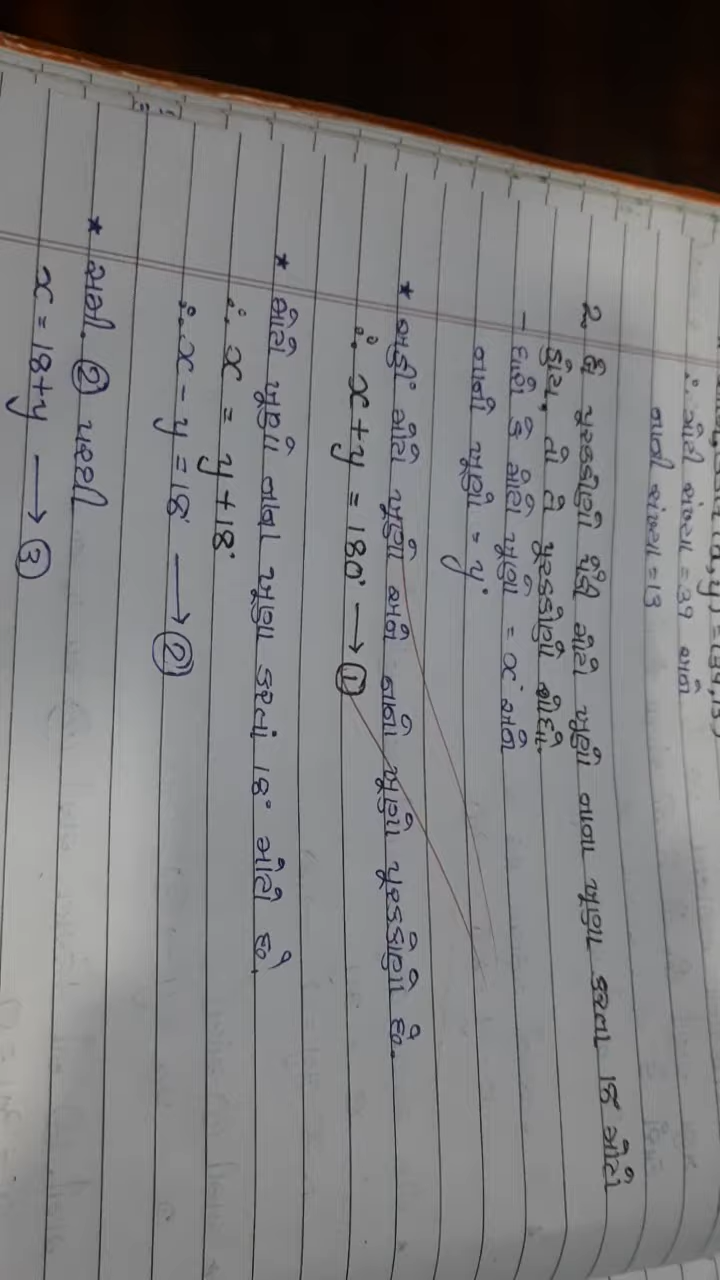 ∴ મોટી સંખ્યા = 39 અને
નાની સંખ્યા = 13
2. બે પૂરકકોણો પૈકી મોટો ખૂણો નાના ખૂણા કરતાં 18° મોટો
હોય, તો તે પૂરકકોણો શોધો.
- ધારો કે મોટો ખૂણો = x° અને
નાનો ખૂણો = y°
* અહીં મોટો ખૂણો અને નાનો ખૂણો પૂરકકોણો છે.
∴ x + y = 180° → ①
* મોટો ખૂણો નાના ખૂણા કરતાં 18° મોટો છે.
∴ x = y + 18°
∴ x - y = 18° → ②
* સમી. ② પરથી
x = 18 + y → ③